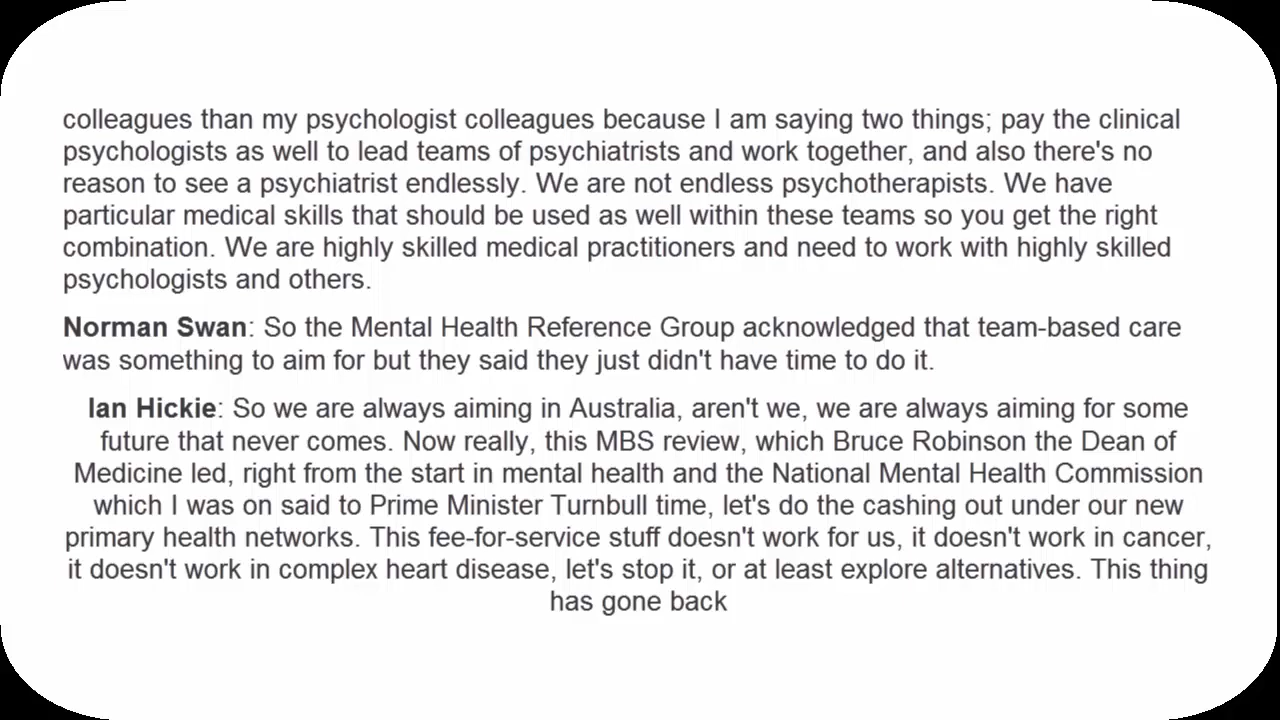 colleagues than my psychologist colleagues because I am saying two things; pay the clinical
psychologists as well to lead teams of psychiatrists and work together, and also there's no
reason to see a psychiatrist endlessly. We are not endless psychotherapists. We have
particular medical skills that should be used as well within these teams so you get the right
combination. We are highly skilled medical practitioners and need to work with highly skilled
psychologists and others.
Norman Swan: So the Mental Health Reference Group acknowledged that team-based care
was something to aim for but they said they just didn't have time to do it.
Ian Hickie: So we are always aiming in Australia, aren't we, we are always aiming for some
future that never comes. Now really, this MBS review, which Bruce Robinson the Dean of
Medicine led, right from the start in mental health and the National Mental Health Commission
which I was on said to Prime Minister Turnbull time, let's do the cashing out under our new
primary health networks. This fee-for-service stuff doesn't work for us, it doesn't work in cancer,
it doesn't work in complex heart disease, let's stop it, or at least explore alternatives. This thing
has gone back